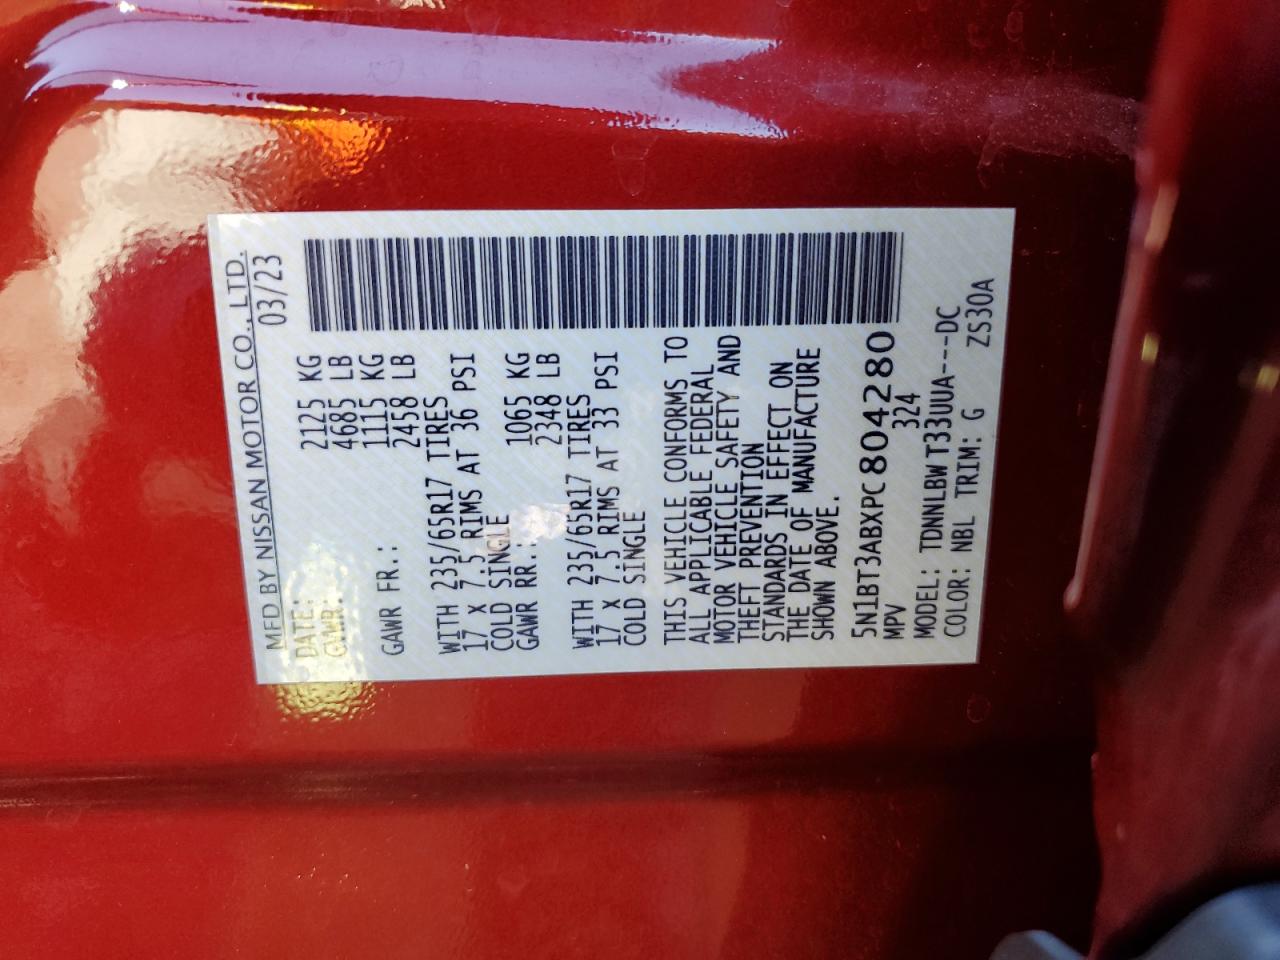 MFD BY NISSAN MOTOR CO., LTD.
DATE: 03/23
GVWR: 2125 KG
4685 LB
GAWR FR.: 1115 KG
2458 LB
WITH 235/65R17 TIRES
17 X 7.5 RIMS AT 36 PSI
COLD SINGLE
GAWR RR.: 1065 KG
2348 LB
WITH 235/65R17 TIRES
17 X 7.5 RIMS AT 33 PSI
COLD SINGLE
THIS VEHICLE CONFORMS TO
ALL APPLICABLE FEDERAL
MOTOR VEHICLE SAFETY AND
THEFT PREVENTION
STANDARDS IN EFFECT ON
THE DATE OF MANUFACTURE
SHOWN ABOVE.
5N1BT3ABXPC804280
MPV 324
MODEL: TDNNLBW T33UUA---DC
COLOR: NBL TRIM: G ZS30A